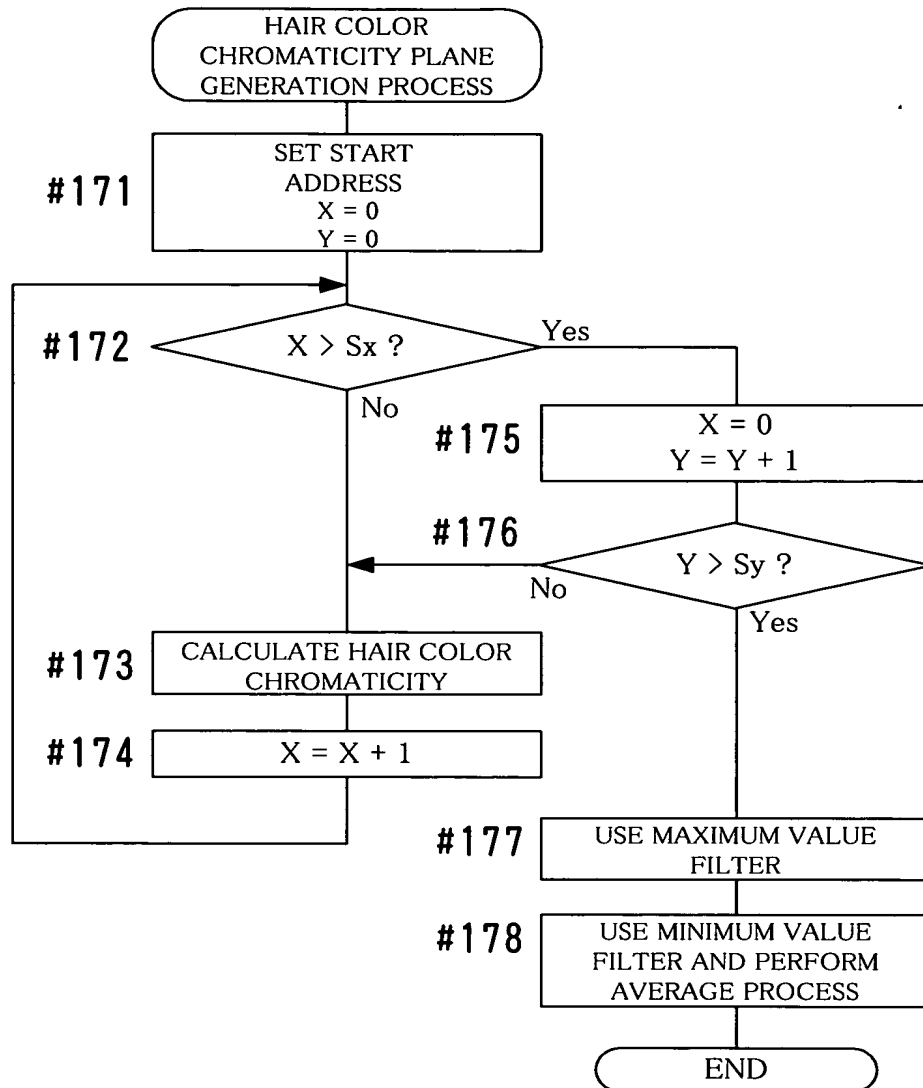 HAIR COLOR
CHROMATICITY PLANE
GENERATION PROCESS
#171
SET START
ADDRESS
X = 0
Y = 0
#172
X > Sx ?
Yes
No
#175
X = 0
Y = Y + 1
#176
Y > Sy ?
No
Yes
#173
CALCULATE HAIR COLOR
CHROMATICITY
#174
X = X + 1
#177
USE MAXIMUM VALUE
FILTER
#178
USE MINIMUM VALUE
FILTER AND PERFORM
AVERAGE PROCESS
END